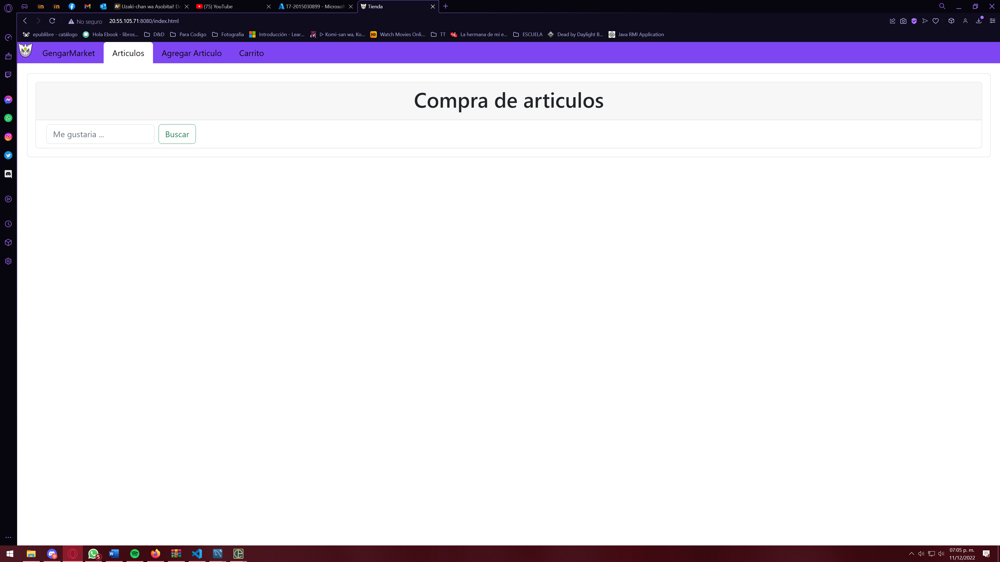 Uzaki-chan wa Asobitai! Do
(75) YouTube
T7-2015030899 - Microsoft
Tienda
No seguro
20.55.105.71:8080/index.html
epublibre - catálogo
Hola Ebook - libros...
D&D
Para Codigo
Fotografia
Introducción - Lear...
▷ Komi-san wa, Ko...
HD
Watch Movies Onli...
TT
La hermana de mi e...
ESCUELA
Dead by Daylight B...
Java RMI Application
GengarMarket
Articulos
Agregar Articulo
Carrito
Compra de articulos
Me gustaria ...
Buscar
9
5
07:05 p. m.
11/12/2022